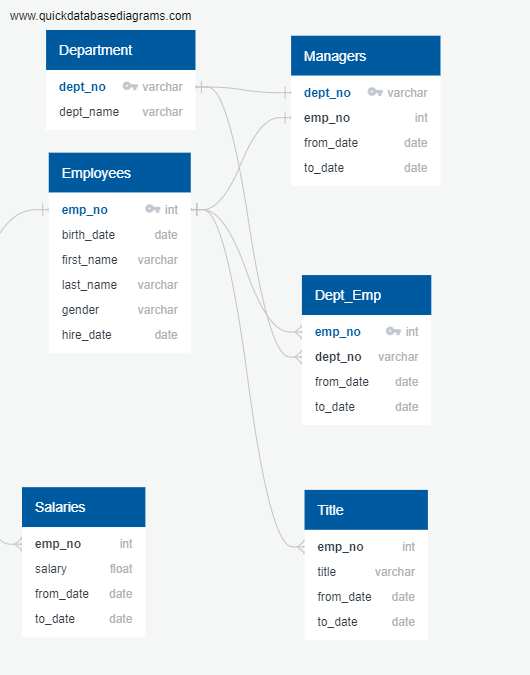 www.quickdatabasediagrams.com
Department
dept_no varchar
dept_name varchar
Managers
dept_no varchar
emp_no int
from_date date
to_date date
Employees
emp_no int
birth_date date
first_name varchar
last_name varchar
gender varchar
hire_date date
Dept_Emp
emp_no int
dept_no varchar
from_date date
to_date date
Salaries
emp_no int
salary float
from_date date
to_date date
Title
emp_no int
title varchar
from_date date
to_date date